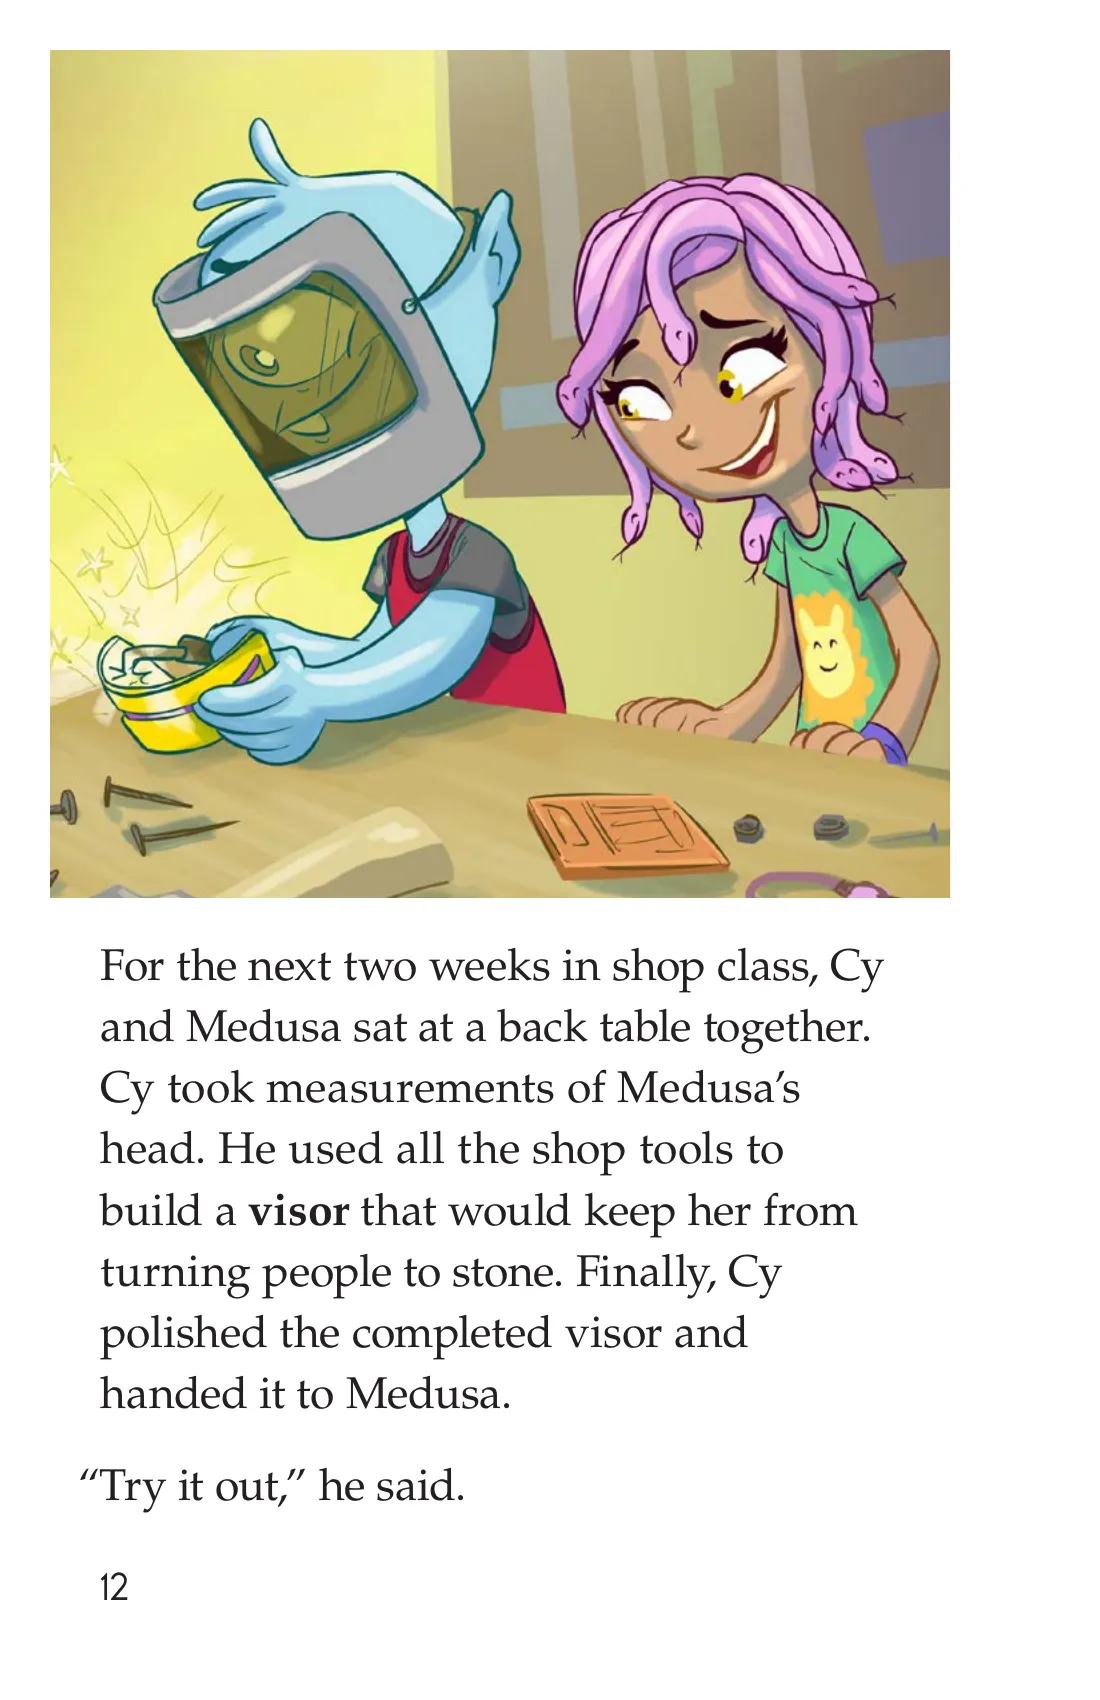 For the next two weeks in shop class, Cy
and Medusa sat at a back table together.
Cy took measurements of Medusa’s
head. He used all the shop tools to
build a visor that would keep her from
turning people to stone. Finally, Cy
polished the completed visor and
handed it to Medusa.
“Try it out,” he said.
12